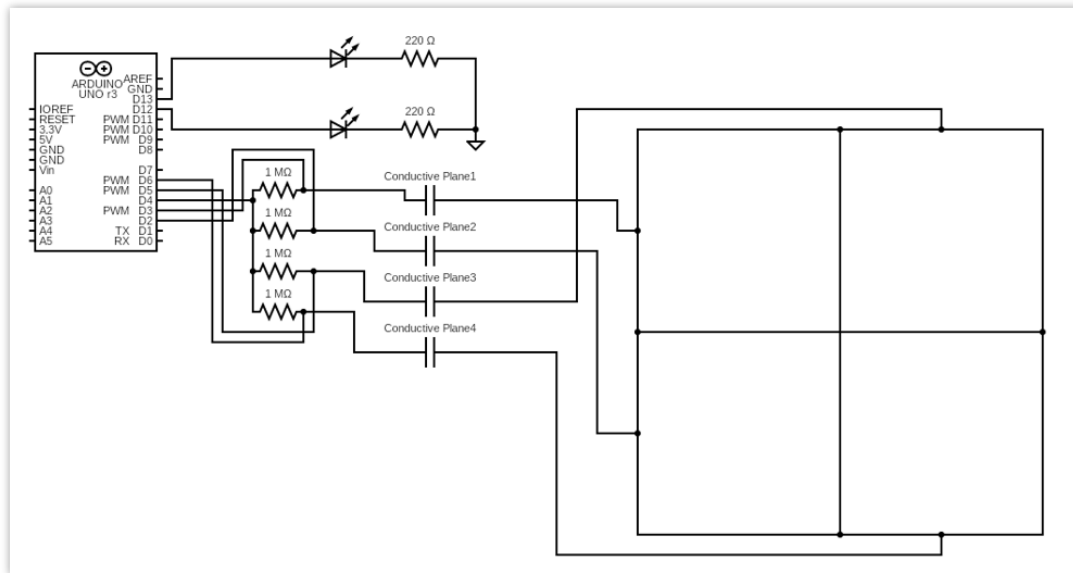 220 Ω
ARDUINO
UNO r3
AREF
GND
D13
IOREF
D12
RESET
PWM D11
3.3V
PWM D10
5V
PWM D9
GND
D8
GND
Vin
D7
PWM D6
A0
PWM D5
A1
D4
A2
PWM D3
A3
D2
A4
TX D1
A5
RX D0
220 Ω
1 MΩ
1 MΩ
1 MΩ
1 MΩ
Conductive Plane1
Conductive Plane2
Conductive Plane3
Conductive Plane4